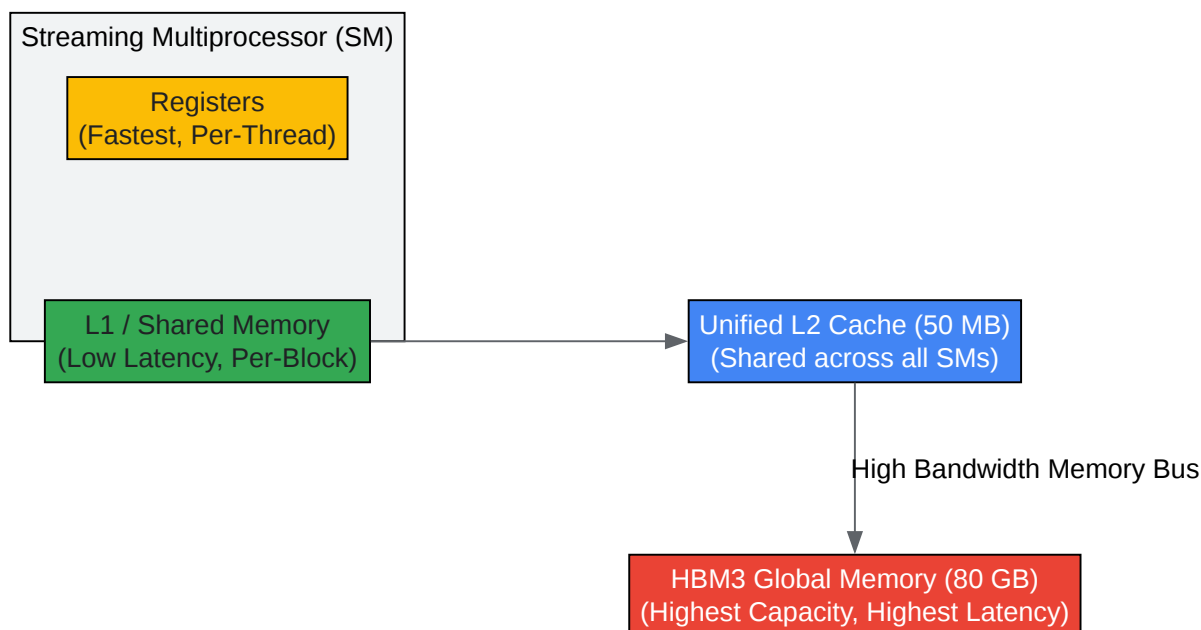 Streaming Multiprocessor (SM)
Registers
(Fastest, Per-Thread)
L1 / Shared Memory
(Low Latency, Per-Block)
Unified L2 Cache (50 MB)
(Shared across all SMs)
High Bandwidth Memory Bus
HBM3 Global Memory (80 GB)
(Highest Capacity, Highest Latency)